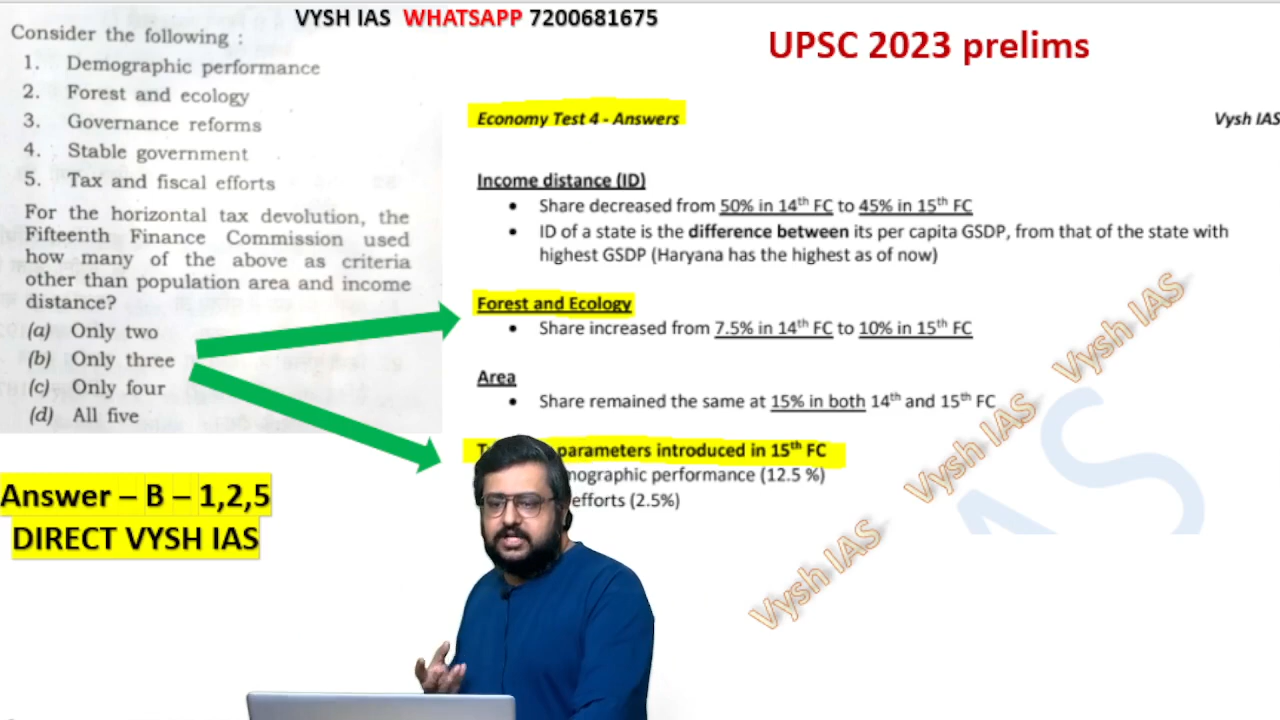 VYSH IAS WHATSAPP 7200681675
UPSC 2023 prelims
Consider the following :
1. Demographic performance
2. Forest and ecology
3. Governance reforms
4. Stable government
5. Tax and fiscal efforts
For the horizontal tax devolution, the
Fifteenth Finance Commission used
how many of the above as criteria
other than population area and income
distance?
(a) Only two
(b) Only three
(c) Only four
(d) All five
Answer – B – 1,2,5
DIRECT VYSH IAS
Economy Test 4 - Answers
Vysh IAS
Income distance (ID)
• Share decreased from 50% in 14th FC to 45% in 15th FC
• ID of a state is the difference between its per capita GSDP, from that of the state with
highest GSDP (Haryana has the highest as of now)
Forest and Ecology
• Share increased from 7.5% in 14th FC to 10% in 15th FC
Area
• Share remained the same at 15% in both 14th and 15th FC
parameters introduced in 15th FC
mographic performance (12.5 %)
efforts (2.5%)
Vysh IAS
Vysh IAS
Vysh IAS